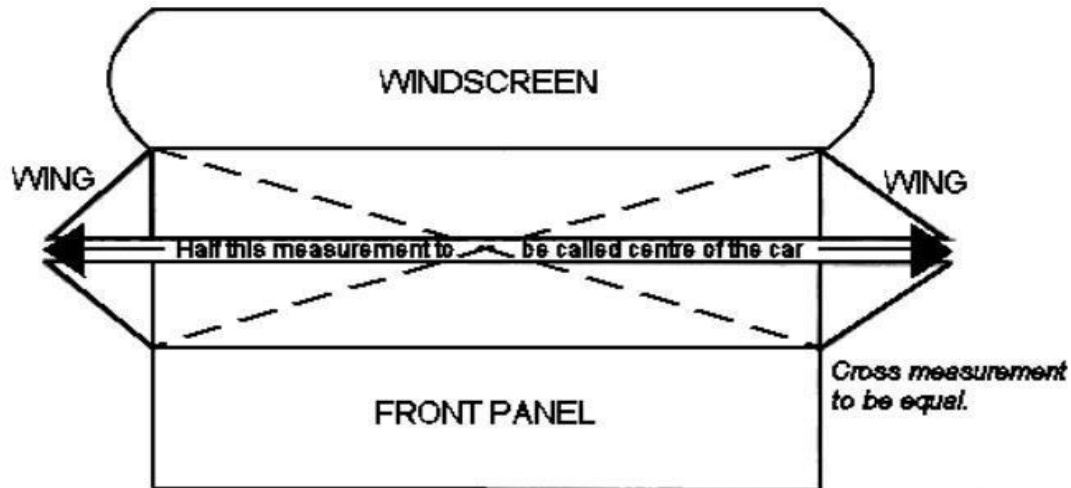 WINDSCREEN
WING
WING
Half this measurement to be called centre of the car
Cross measurement
to be equal.
FRONT PANEL